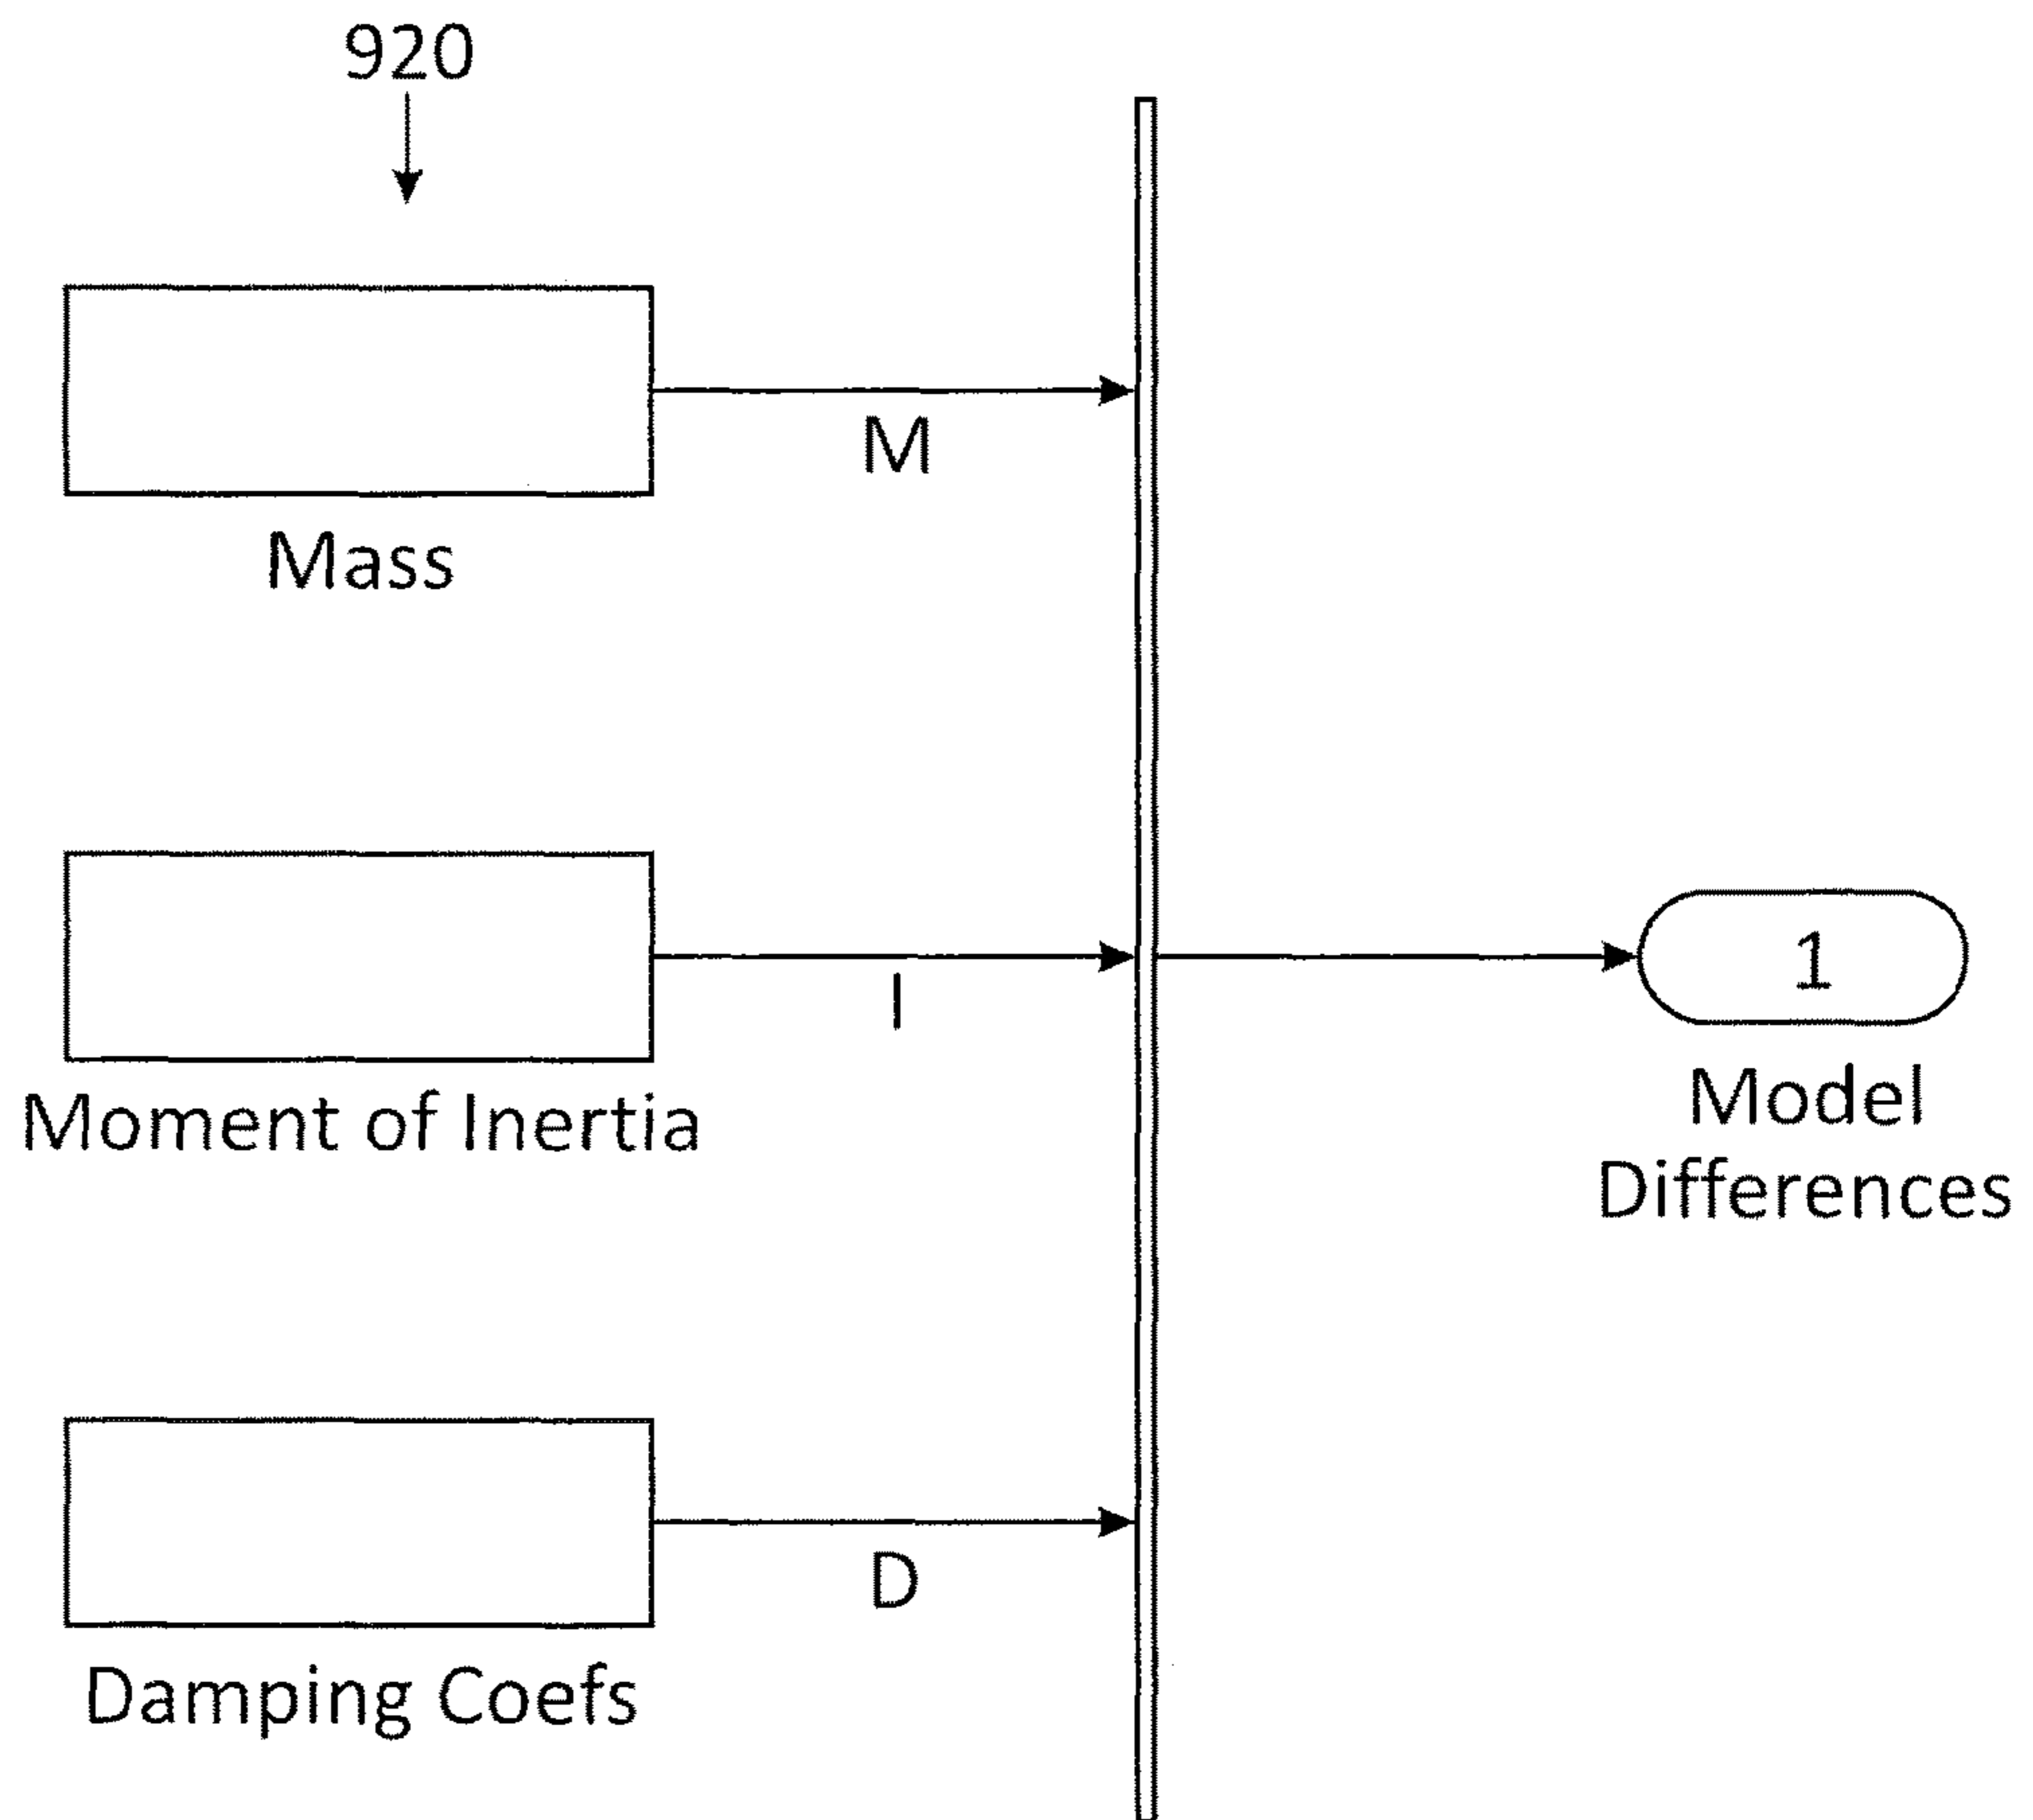 920
M
Mass
I
Moment of Inertia
1
Model
Differences
D
Damping Coefs